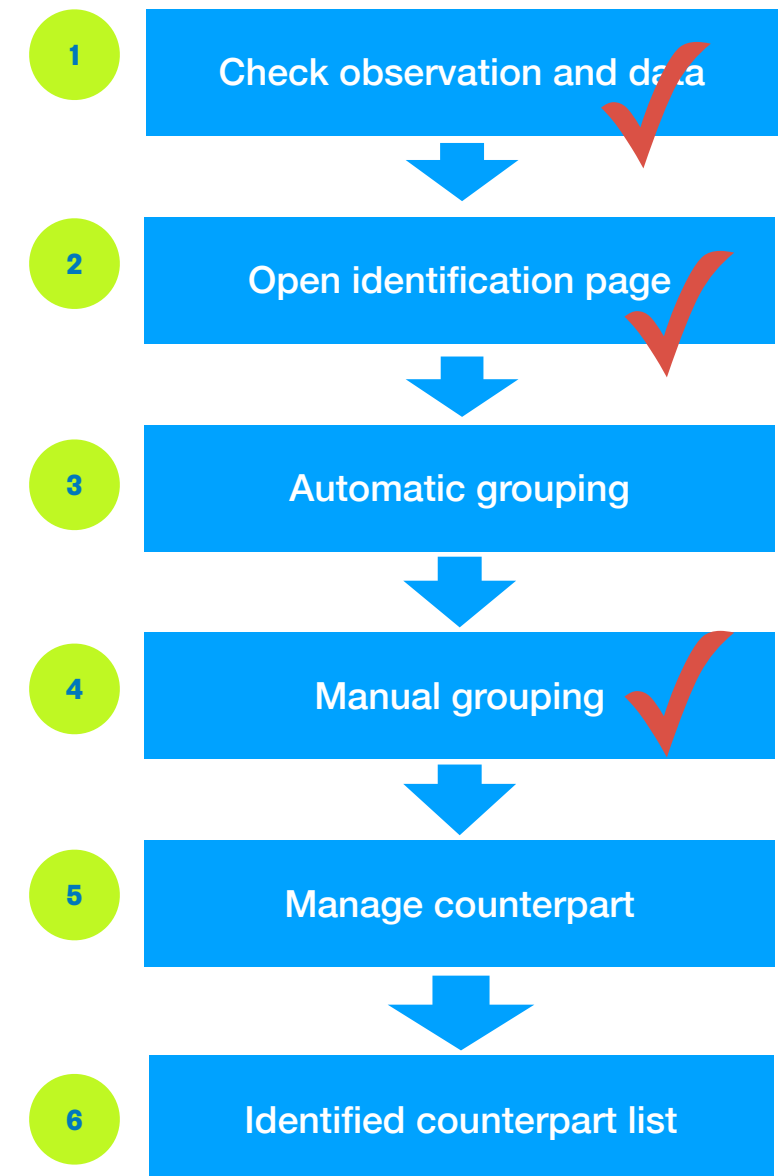 1
Check observation and data
2
Open identification page
3
Automatic grouping
4
Manual grouping
5
Manage counterpart
6
Identified counterpart list